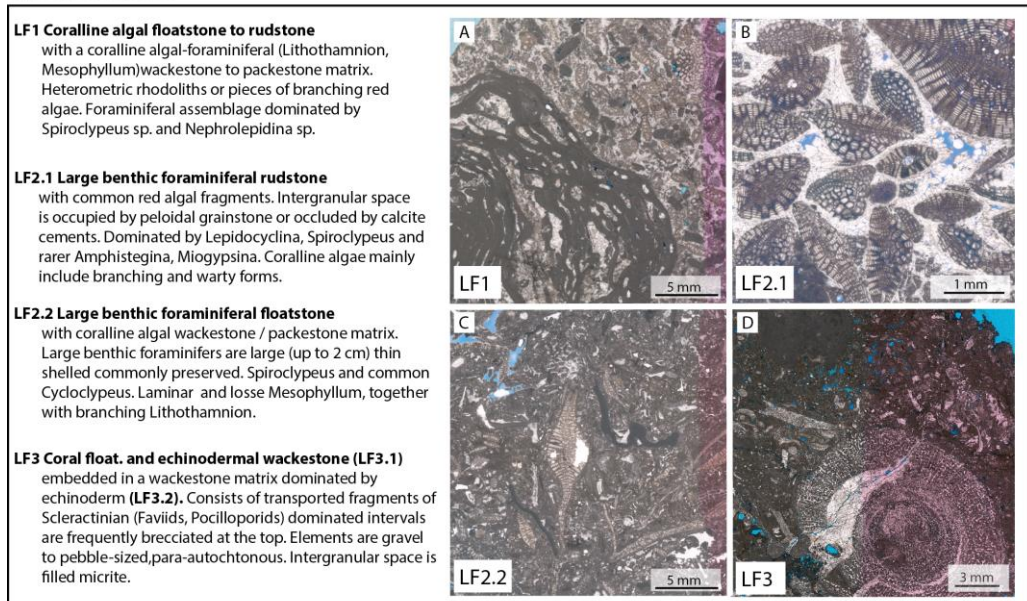 LF1 Coralline algal floatstone to rudstone
with a coralline algal-foraminiferal (Lithothamnion,
Mesophyllum)wackestone to packestone matrix.
Heterometric rhodoliths or pieces of branching red
algae. Foraminiferal assemblage dominated by
Spiroclypeus sp. and Nephrolepidina sp.
LF2.1 Large benthic foraminiferal rudstone
with common red algal fragments. Intergranular space
is occupied by peloidal grainstone or occluded by calcite
cements. Dominated by Lepidocyclina, Spiroclypeus and
rarer Amphistegina, Miogypsina. Coralline algae mainly
include branching and warty forms.
LF2.2 Large benthic foraminiferal floatstone
with coralline algal wackestone / packestone matrix.
Large benthic foraminifers are large (up to 2 cm) thin
shelled commonly preserved. Spiroclypeus and common
Cycloclypeus. Laminar and losse Mesophyllum, together
with branching Lithothamnion.
LF3 Coral float. and echinodermal wackestone (LF3.1)
embedded in a wackestone matrix dominated by
echinoderm (LF3.2). Consists of transported fragments of
Scleractinian (Faviids, Pocilloporids) dominated intervals
are frequently brecciated at the top. Elements are gravel
to pebble-sized,para-autochtonous. Intergranular space is
filled micrite.
A
LF1
5 mm
B
LF2.1
1 mm
C
LF2.2
5 mm
D
LF3
3 mm